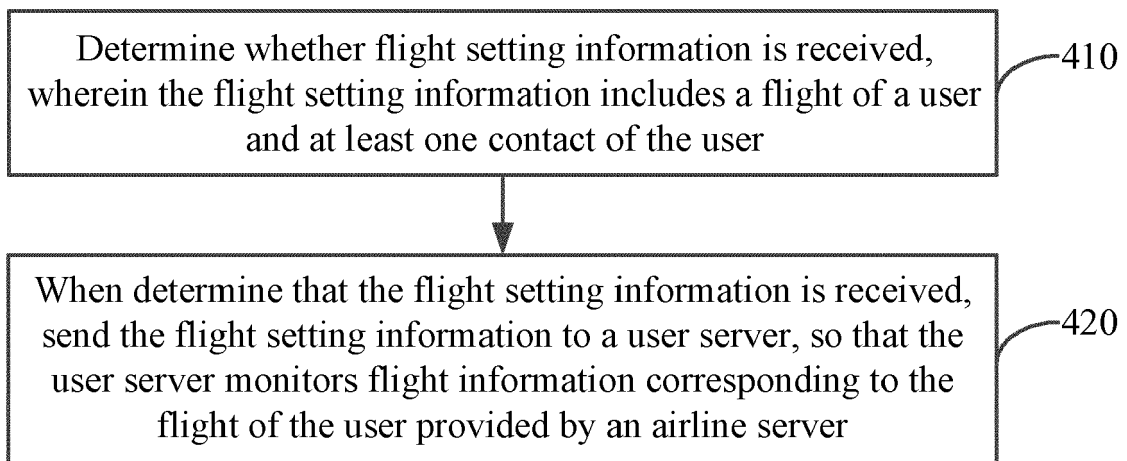 Determine whether flight setting information is received,
wherein the flight setting information includes a flight of a user
and at least one contact of the user
410
When determine that the flight setting information is received,
send the flight setting information to a user server, so that the
user server monitors flight information corresponding to the
flight of the user provided by an airline server
420